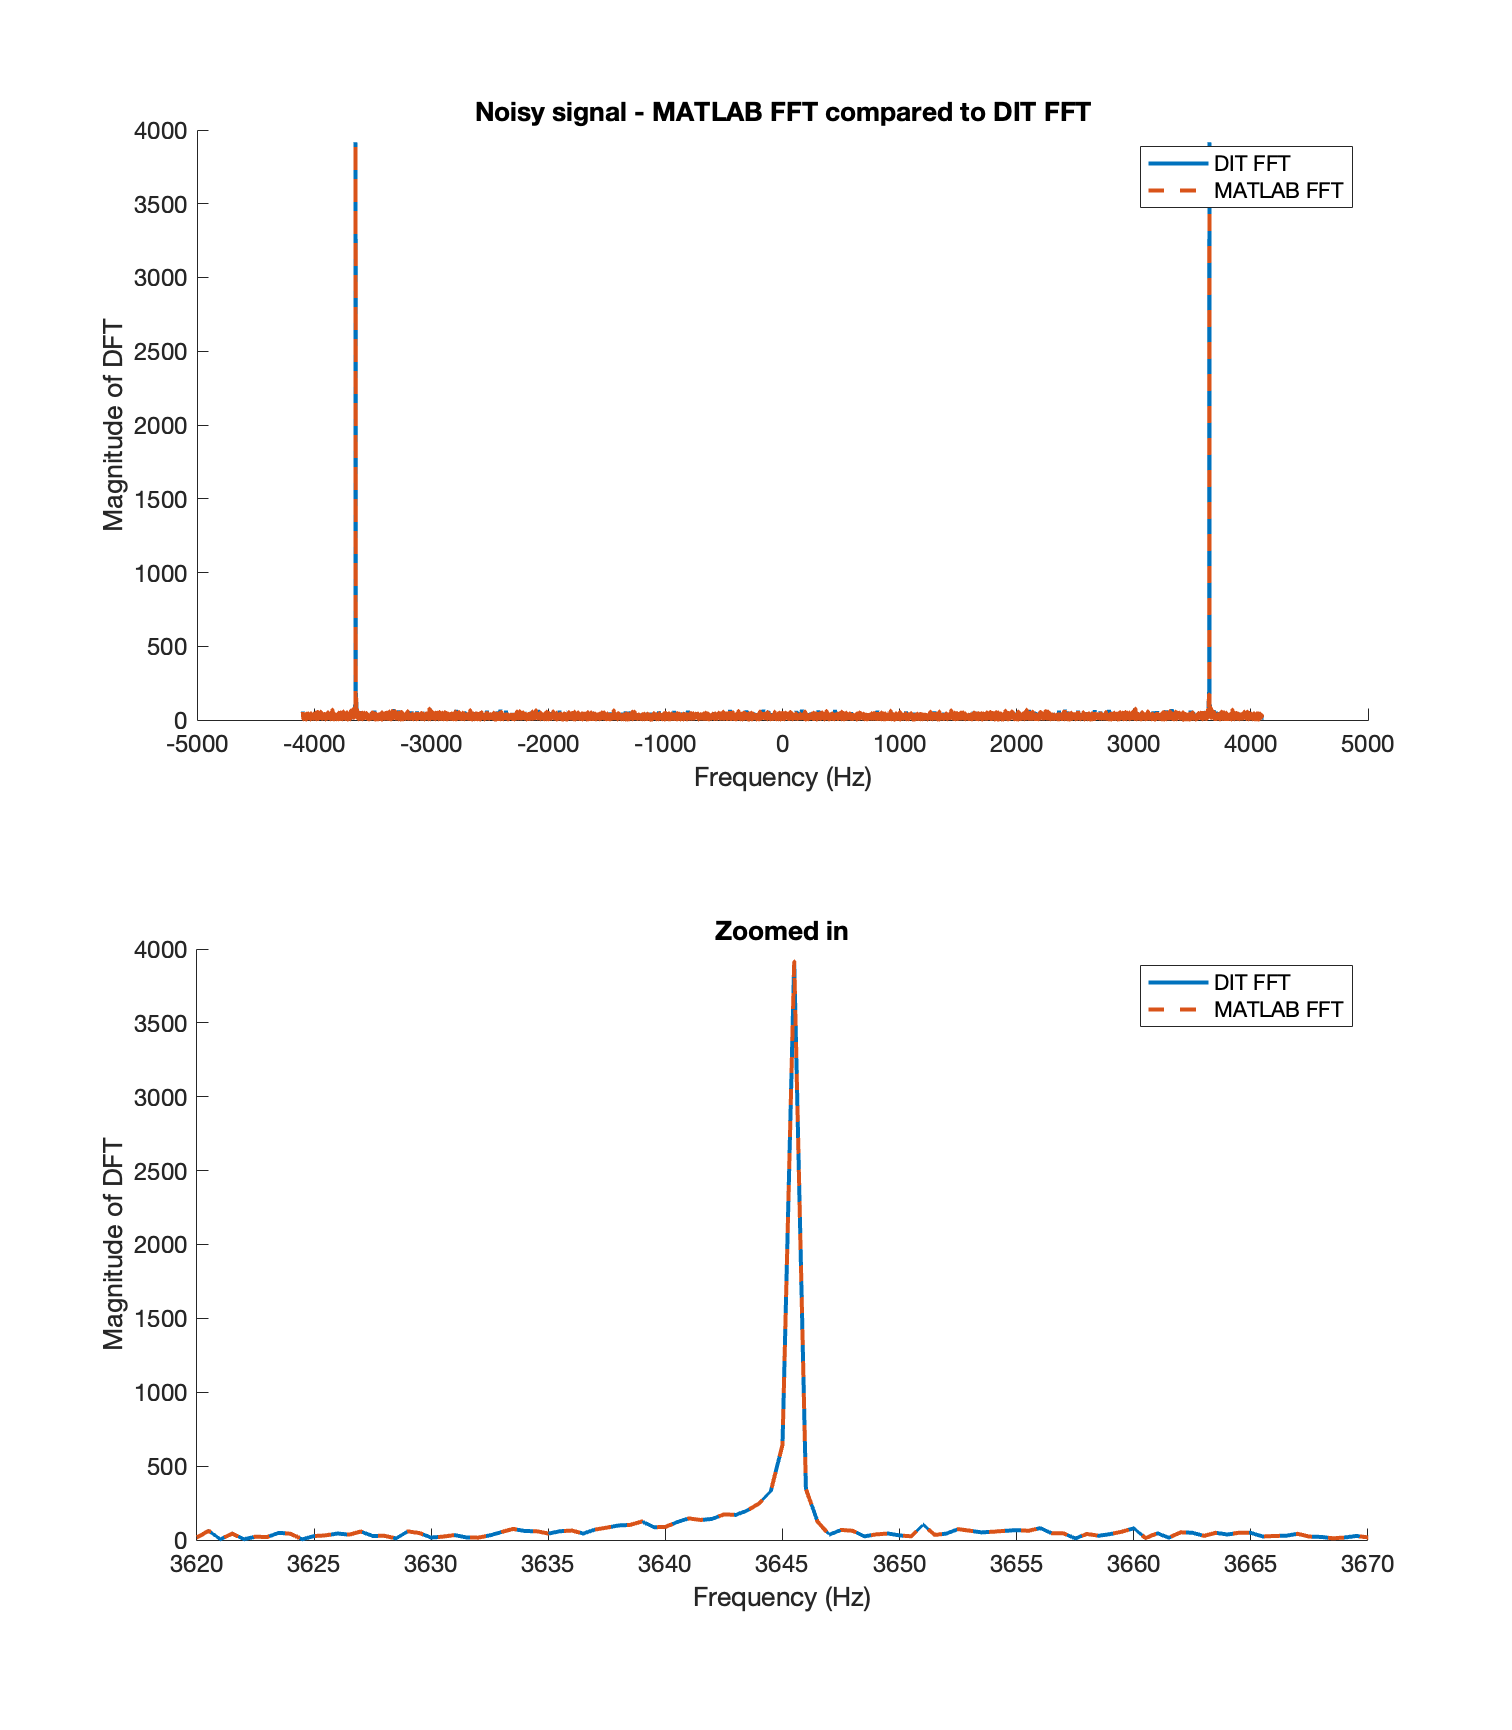 Noisy signal - MATLAB FFT compared to DIT FFT
4000
3500
3000
2500
2000
1500
1000
500
0
Magnitude of DFT
DIT FFT
MATLAB FFT
-5000 -4000 -3000 -2000 -1000 0 1000 2000 3000 4000 5000
Frequency (Hz)
Zoomed in
4000
3500
3000
2500
2000
1500
1000
500
0
Magnitude of DFT
DIT FFT
MATLAB FFT
3620 3625 3630 3635 3640 3645 3650 3655 3660 3665 3670
Frequency (Hz)